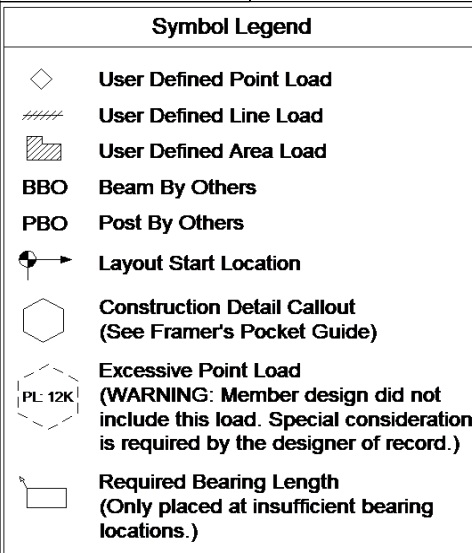 Symbol Legend
User Defined Point Load
User Defined Line Load
User Defined Area Load
BBO Beam By Others
PBO Post By Others
Layout Start Location
Construction Detail Callout
(See Framer's Pocket Guide)
Excessive Point Load
PL: 12K (WARNING: Member design did not
include this load. Special consideration
is required by the designer of record.)
Required Bearing Length
(Only placed at insufficient bearing
locations.)